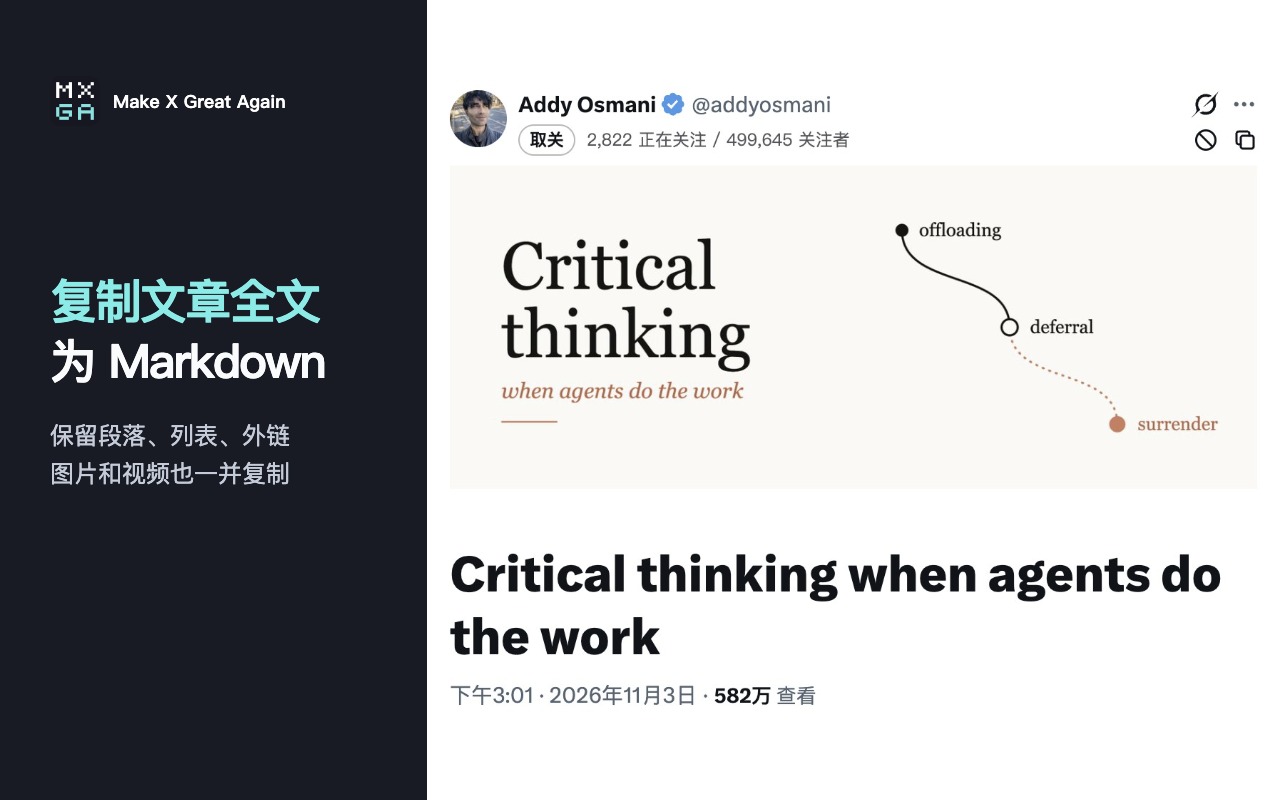 MX
GA
Make X Great Again
复制文章全文
为 Markdown
保留段落、列表、外链
图片和视频也一并复制
Addy Osmani @addyosmani
取关 2,822 正在关注 / 499,645 关注者
Critical
thinking
when agents do the work
offloading
deferral
surrender
Critical thinking when agents do
the work
下午3:01 · 2026年11月3日 · 582万 查看